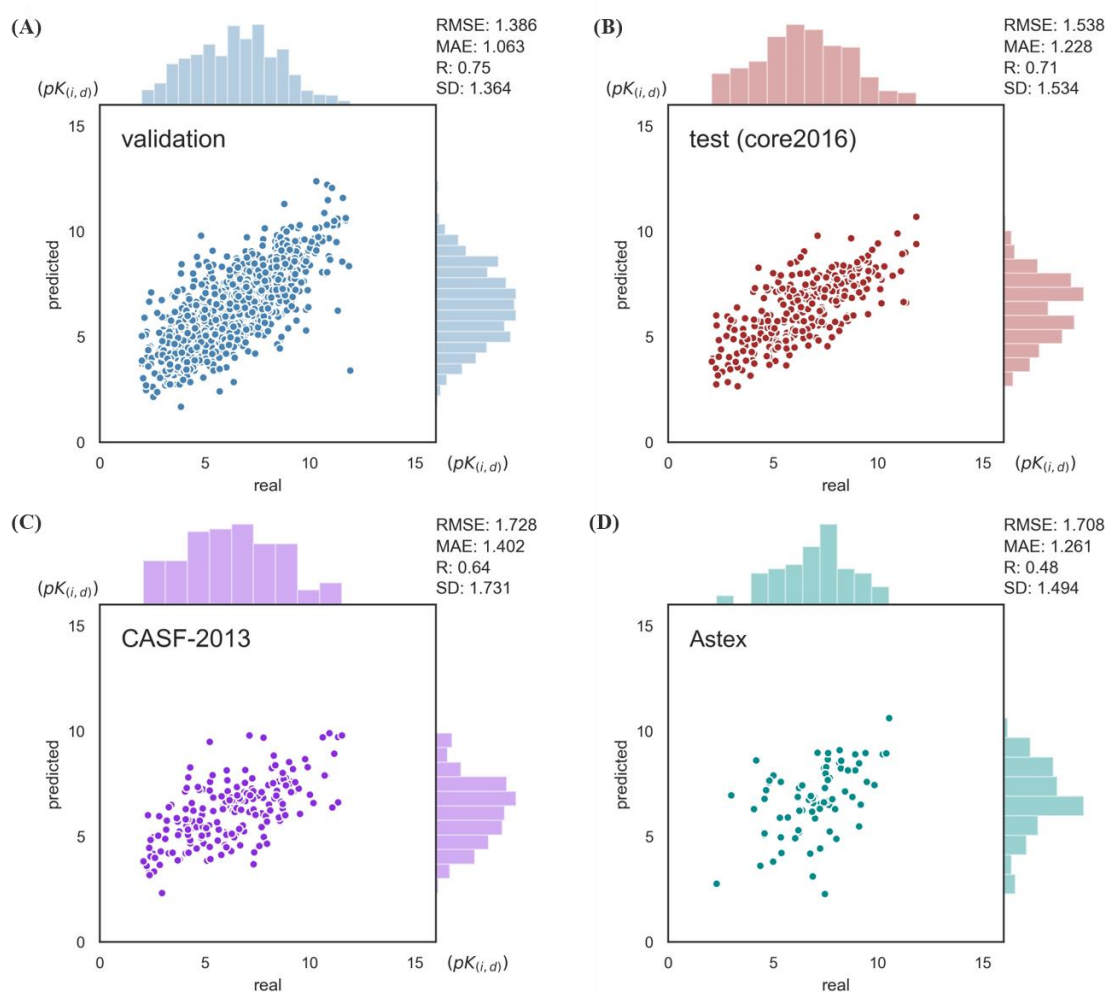 (A)
RMSE: 1.386
MAE: 1.063
R: 0.75
SD: 1.364
(pK(i, d))
validation
15
10
5
0
predicted
0 5 10 15
real
(B)
RMSE: 1.538
MAE: 1.228
R: 0.71
SD: 1.534
(pK(i, d))
test (core2016)
15
10
5
0
predicted
0 5 10 15
(pK(i, d))
real
(C)
RMSE: 1.728
MAE: 1.402
R: 0.64
SD: 1.731
(pK(i, d))
CASF-2013
15
10
5
0
predicted
0 5 10 15
(pK(i, d))
real
(D)
RMSE: 1.708
MAE: 1.261
R: 0.48
SD: 1.494
Astex
15
10
5
0
predicted
0 5 10 15
real